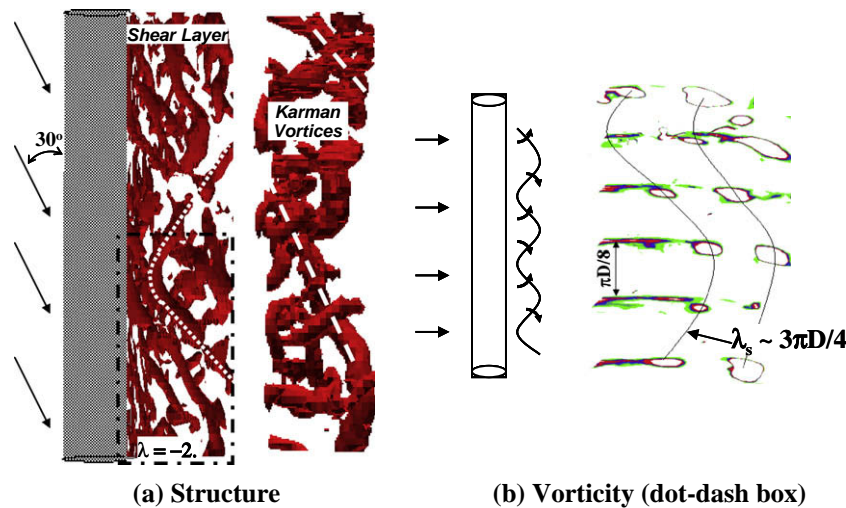 Shear Layer
30°
Karman
Vortices
λ = –2.
πD/8
λs ~ 3πD/4
(a) Structure
(b) Vorticity (dot-dash box)